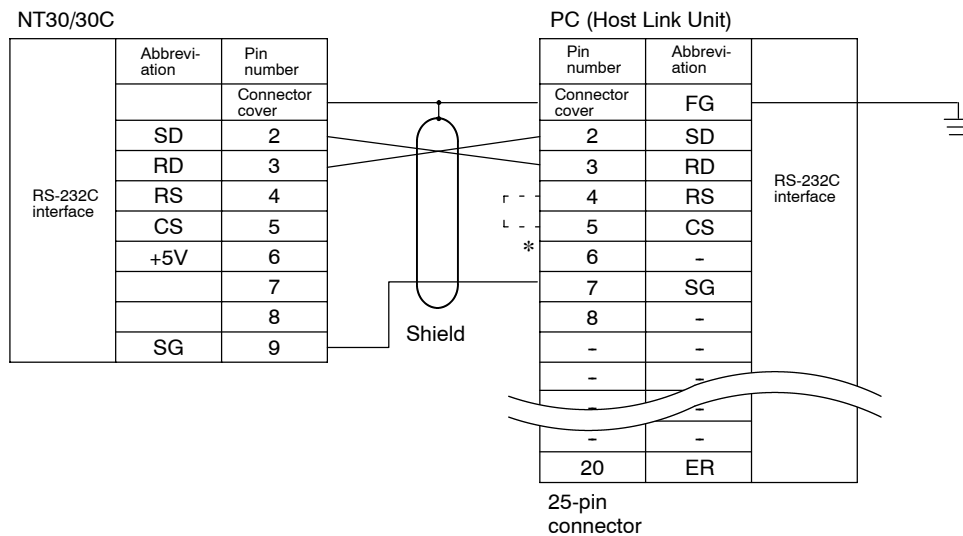 NT30/30C
PC (Host Link Unit)
Abbrevi-
ation
Pin
number
Pin
number
Abbrevi-
ation
Connector
cover
Connector
cover
FG
SD 2 2 SD
RD 3 3 RD
RS 4 4 RS
CS 5 5 CS
+5V 6 * 6 -
7 7 SG
8 8 -
SG 9 - -
- -
- -
- -
20 ER
RS-232C
interface
RS-232C
interface
Shield
25-pin
connector